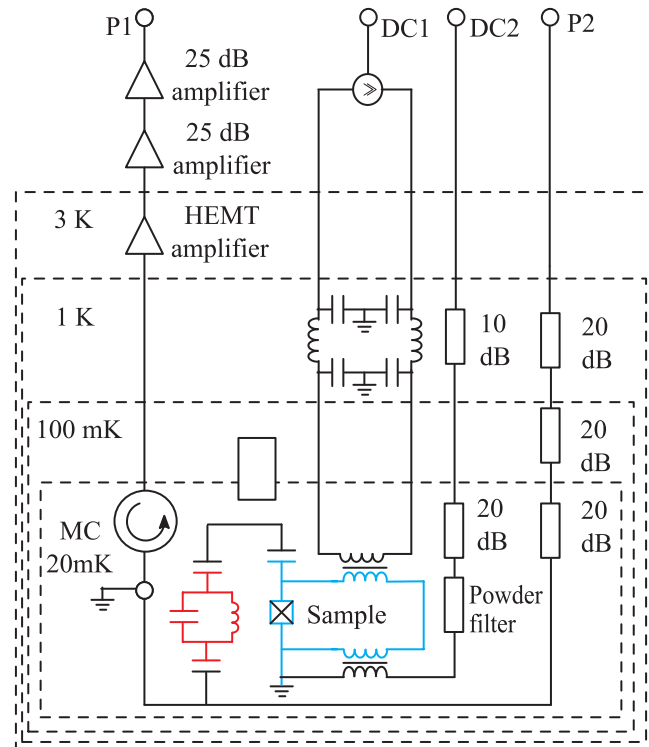 P1
DC1
DC2
P2
25 dB
amplifier
25 dB
amplifier
3 K
HEMT
amplifier
1 K
10
dB
20
dB
100 mK
20
dB
MC
20mK
20
dB
20
dB
Sample
Powder
filter